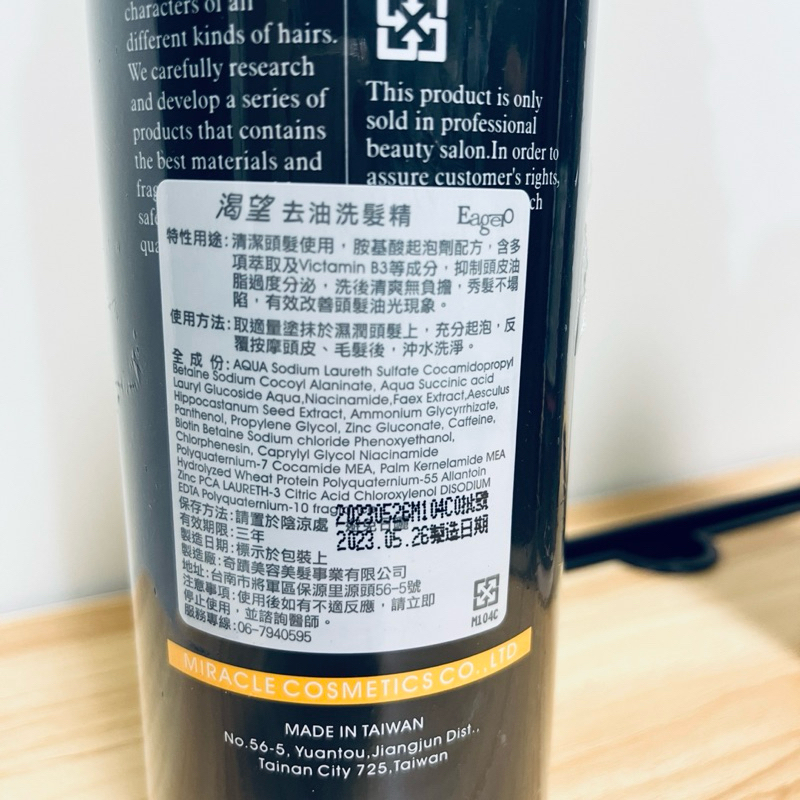 characters of all
different kinds of hairs.
We carefully research
and develop a series of
products that contains
the best materials and
This product is only
sold in professional
beauty salon.In order to
assure customer's rights,
渴望 去油洗髮精 Eager
特性用途:清潔頭髮使用,胺基酸起泡劑配方,含多
項萃取及Victamin B3等成分,抑制頭皮油
脂過度分泌,洗後清爽無負擔,秀髮不塌
陷,有效改善頭髮油光現象。
使用方法:取適量塗抹於濕潤頭髮上,充分起泡,反
覆按摩頭皮、毛髮後,沖水洗淨。
全成份:AQUA Sodium Laureth Sulfate Cocamidopropyl
Betaine Sodium Cocoyl Alaninate, Aqua Succinic acid
Lauryl Glucoside Aqua,Niacinamide,Faex Extract,Aesculus
Hippocastanum Seed Extract, Ammonium Glycyrrhizate,
Panthenol, Propylene Glycol, Zinc Gluconate, Caffeine,
Biotin Betaine Sodium chloride Phenoxyethanol,
Chlorphenesin, Caprylyl Glycol Niacinamide
Polyquaternium-7 Cocamide MEA, Palm Kernelamide MEA
Hydrolyzed Wheat Protein Polyquaternium-55 Allantoin
Zinc PCA LAURETH-3 Citric Acid Chloroxylenol DISODIUM
EDTA Polyquaternium-10
保存方法:請置於陰涼處
20230526M104C0批號
有效期限:三年
2023.05.26製造日期
製造日期:標示於包裝上
製造廠:奇蹟美容美髮事業有限公司
地址:台南市將軍區保源里源頭56-5號
注意事項:使用後如有不適反應,請立即
停止使用,並諮詢醫師。
服務專線:06-7940595
M104C
MIRACLE COSMETICS CO.,LTD
MADE IN TAIWAN
No.56-5, Yuantou,Jiangjun Dist.,
Tainan City 725,Taiwan